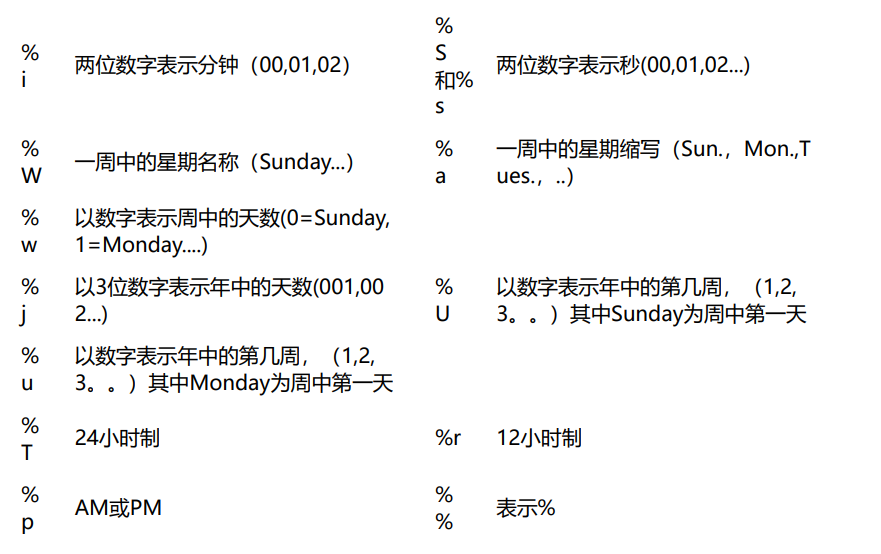 %
i
两位数字表示分钟（00,01,02）
%
S
和%
s
两位数字表示秒(00,01,02...)
%
W
一周中的星期名称（Sunday...）
%
a
一周中的星期缩写（Sun.，Mon.,T
ues.，..）
%
w
以数字表示周中的天数(0=Sunday,
1=Monday....)
%
j
以3位数字表示年中的天数(001,00
2...)
%
U
以数字表示年中的第几周，（1,2,
3。。）其中Sunday为周中第一天
%
u
以数字表示年中的第几周，（1,2,
3。。）其中Monday为周中第一天
%
T
24小时制
%r
12小时制
%
p
AM或PM
%
%
表示%